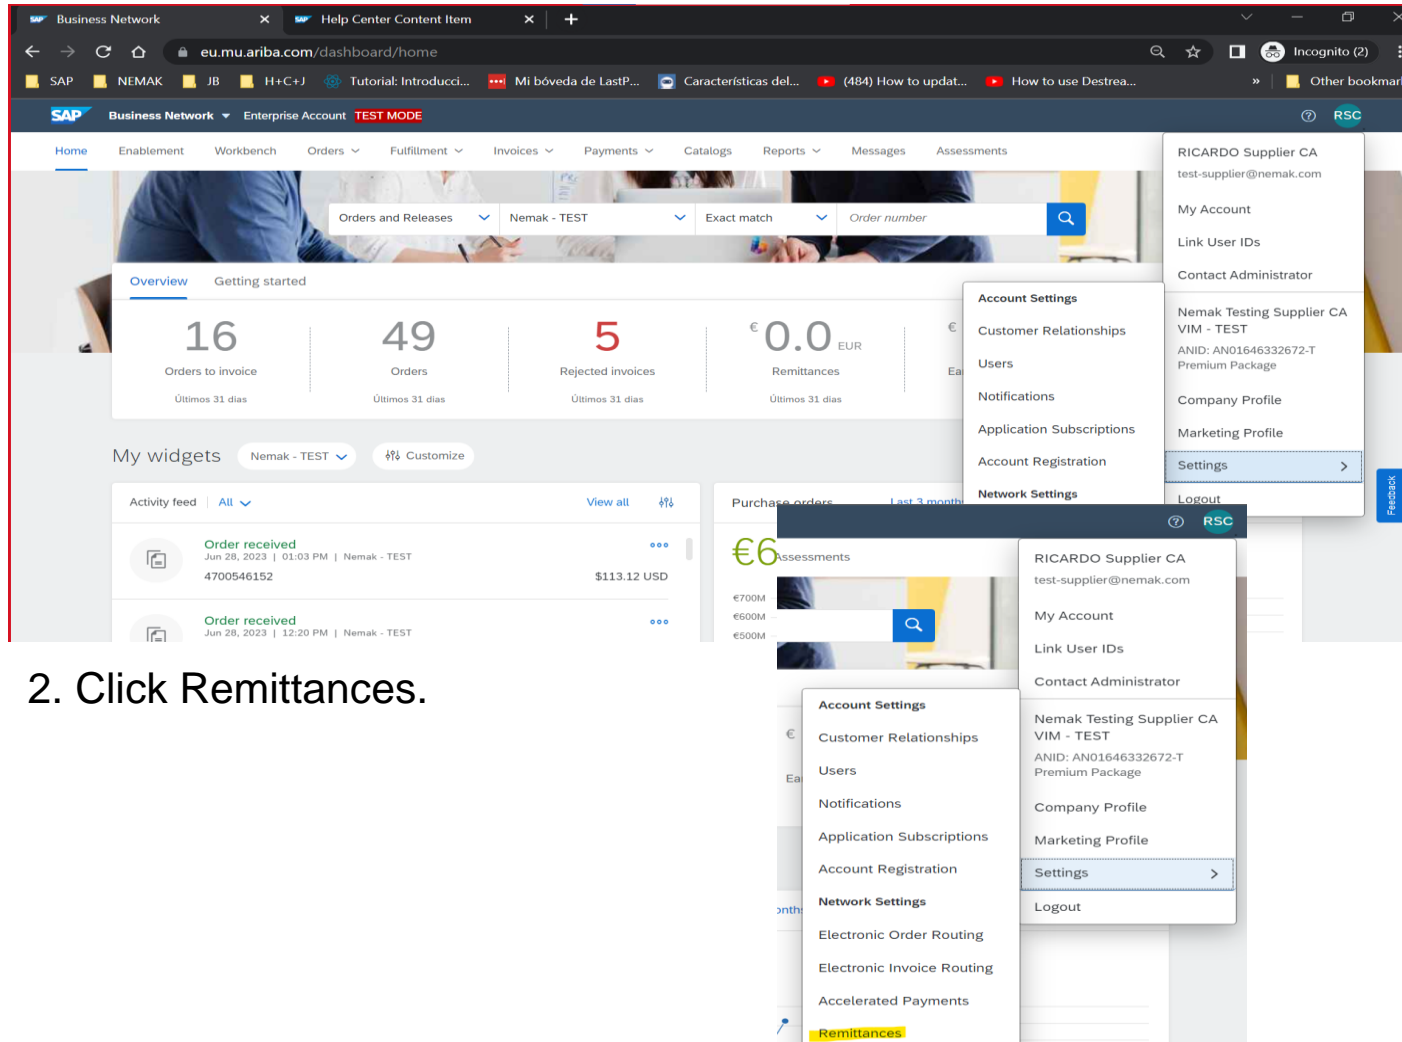 Business Network
Help Center Content Item
eu.mu.ariba.com/dashboard/home
Incognito (2)
SAP
NEMAK
JB
H+C+J
Tutorial: Introducci...
Mi bóveda de LastP...
Características del...
(484) How to updat...
How to use Destrea...
»
Other bookmar
SAP
Business Network
Enterprise Account
TEST MODE
RSC
Home
Enablement
Workbench
Orders
Fulfillment
Invoices
Payments
Catalogs
Reports
Messages
Assessments
Orders and Releases
Nemak - TEST
Exact match
Order number
RICARDO Supplier CA
test-supplier@nemak.com
My Account
Link User IDs
Contact Administrator
Nemak Testing Supplier CA
VIM - TEST
ANID: AN01646332672-T
Premium Package
Company Profile
Marketing Profile
Settings
Logout
Account Settings
Customer Relationships
Users
Notifications
Application Subscriptions
Account Registration
Network Settings
Overview
Getting started
16
Orders to invoice
Últimos 31 dias
49
Orders
Últimos 31 dias
5
Rejected invoices
Últimos 31 dias
€ 0.0 EUR
Remittances
Últimos 31 dias
€
Ea
My widgets
Nemak - TEST
Customize
Activity feed
All
View all
Order received
Jun 28, 2023 | 01:03 PM | Nemak - TEST
4700546152
$113.12 USD
Order received
Jun 28, 2023 | 12:20 PM | Nemak - TEST
Purchase orders
Last 3 month
€6
€700M
€600M
€500M
Feedback
RSC
Assessments
RICARDO Supplier CA
test-supplier@nemak.com
My Account
Link User IDs
Contact Administrator
Nemak Testing Supplier CA
VIM - TEST
ANID: AN01646332672-T
Premium Package
Company Profile
Marketing Profile
Settings
Logout
€
Ea
onth
Account Settings
Customer Relationships
Users
Notifications
Application Subscriptions
Account Registration
Network Settings
Electronic Order Routing
Electronic Invoice Routing
Accelerated Payments
Remittances
2. Click Remittances.